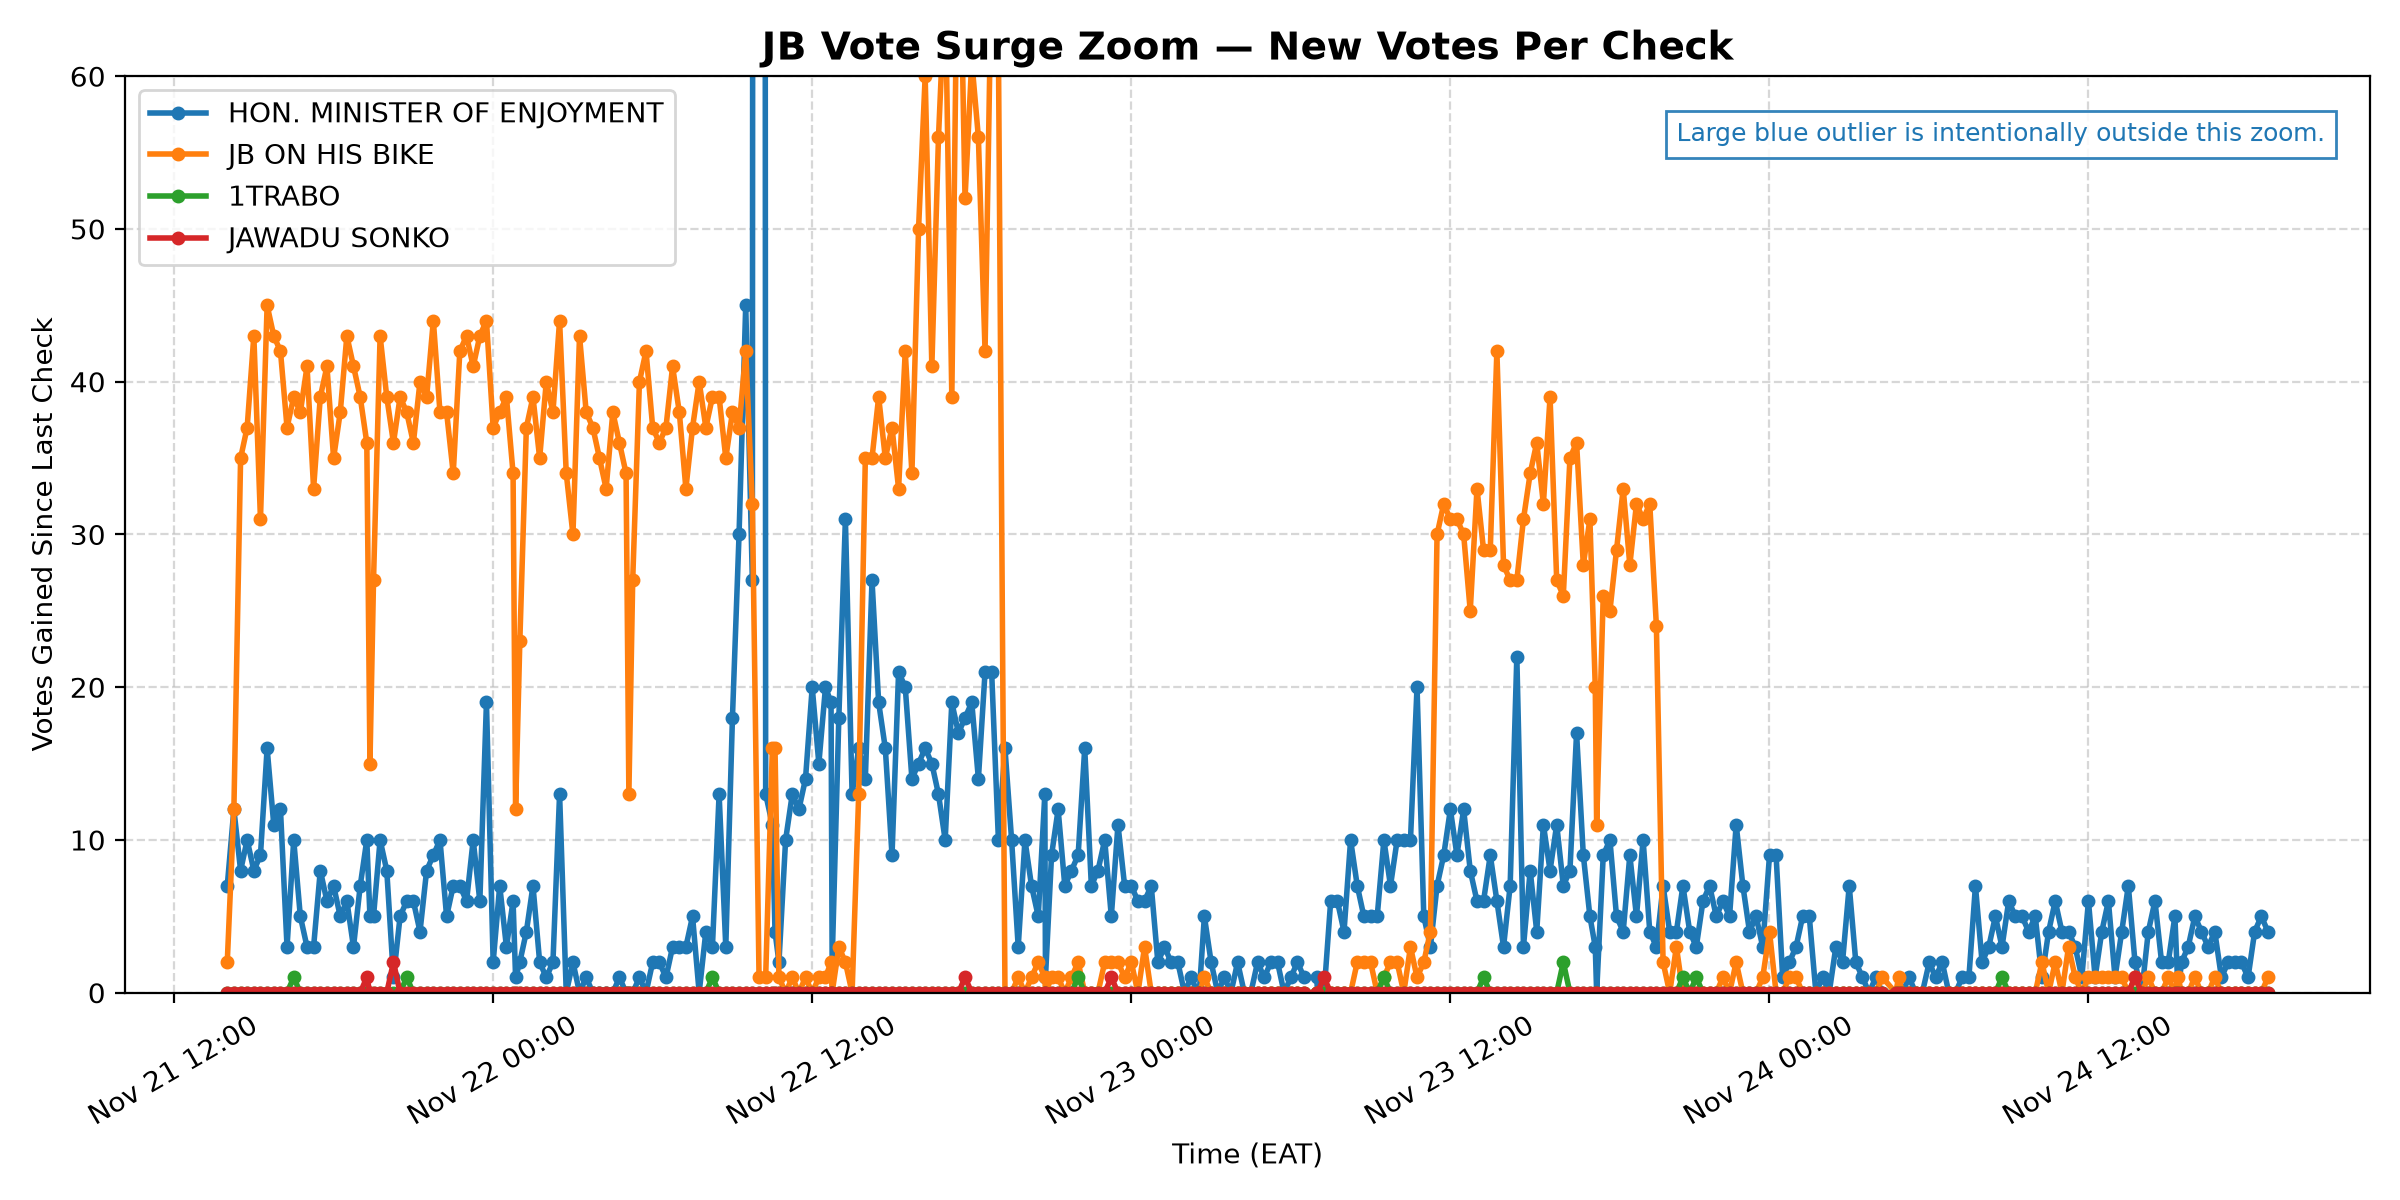 JB Vote Surge Zoom — New Votes Per Check
HON. MINISTER OF ENJOYMENT
JB ON HIS BIKE
1TRABO
JAWADU SONKO
Large blue outlier is intentionally outside this zoom.
Votes Gained Since Last Check
60
50
40
30
20
10
0
Nov 21 12:00
Nov 22 00:00
Nov 22 12:00
Nov 23 00:00
Nov 23 12:00
Nov 24 00:00
Nov 24 12:00
Time (EAT)